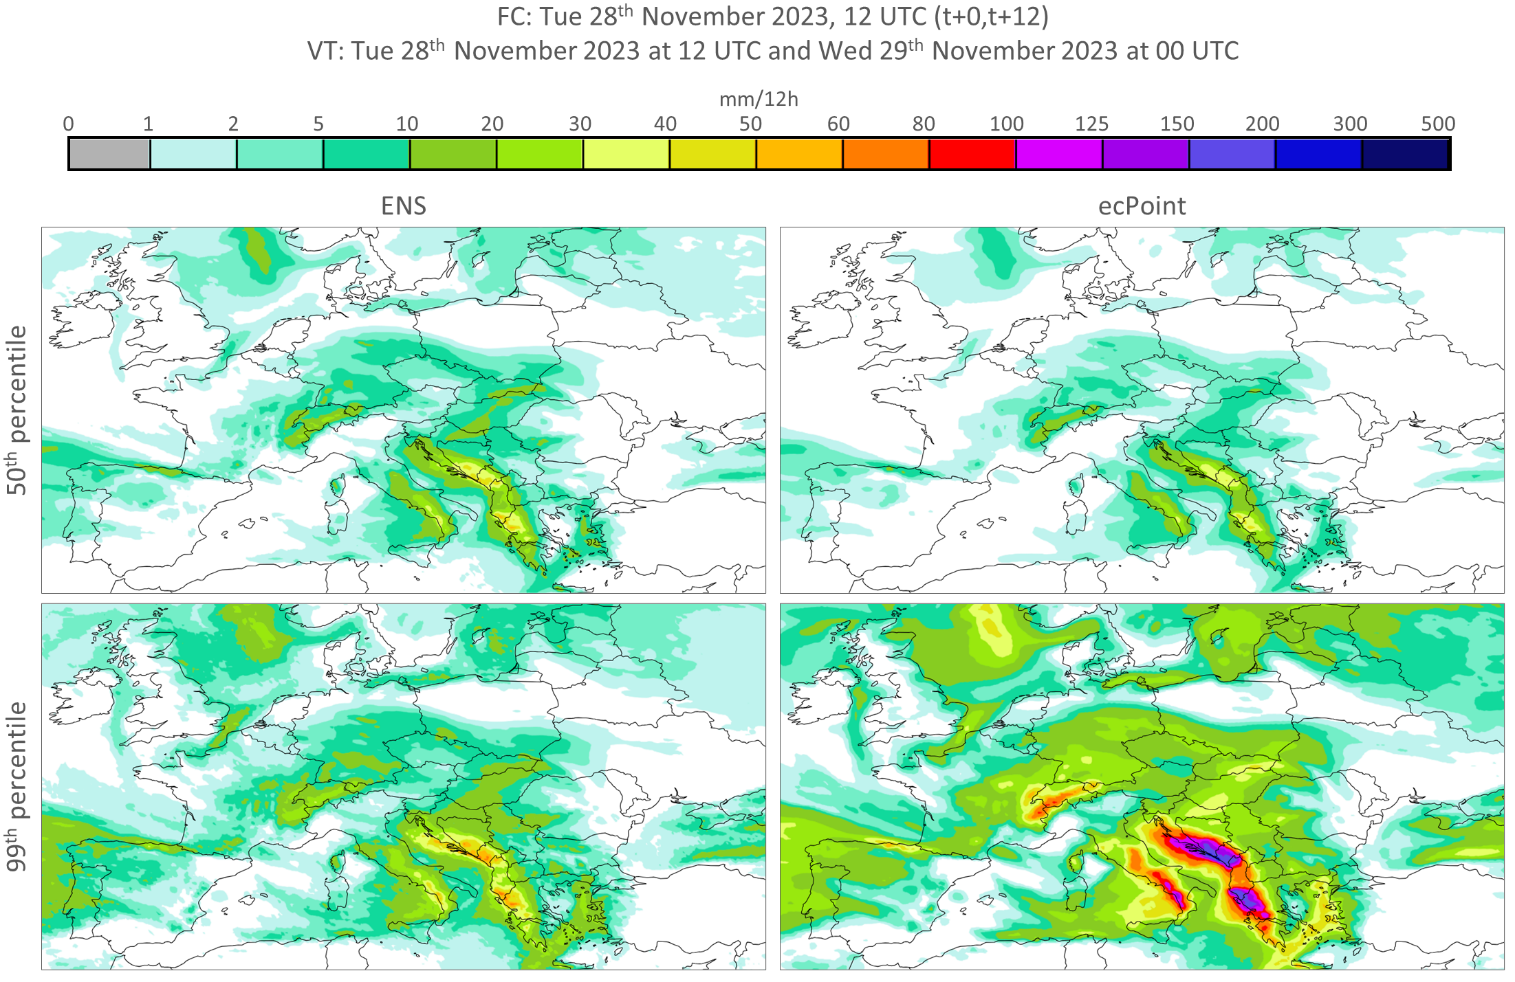 FC: Tue 28th November 2023, 12 UTC (t+0,t+12)
VT: Tue 28th November 2023 at 12 UTC and Wed 29th November 2023 at 00 UTC
mm/12h
0 1 2 5 10 20 30 40 50 60 80 100 125 150 200 300 500
ENS ecPoint
50th percentile
99th percentile